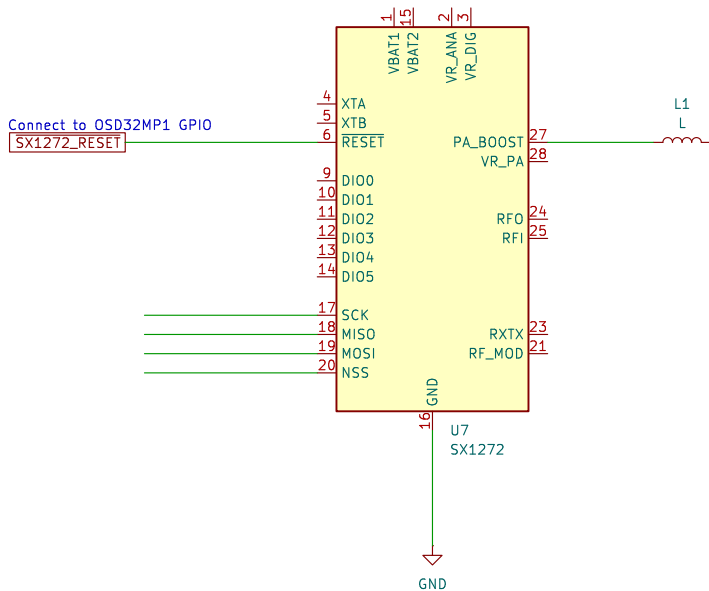 1
15
2
3
VBAT1
VBAT2
VR_ANA
VR_DIG
4 XTA
5 XTB
Connect to OSD32MP1 GPIO
SX1272_RESET
6 RESET
PA_BOOST 27
L1
L
VR_PA 28
9 DIO0
10 DIO1
11 DIO2
RFO 24
12 DIO3
RFI 25
13 DIO4
14 DIO5
17 SCK
18 MISO
RXTX 23
19 MOSI
RF_MOD 21
20 NSS
GND
16
U7
SX1272
GND